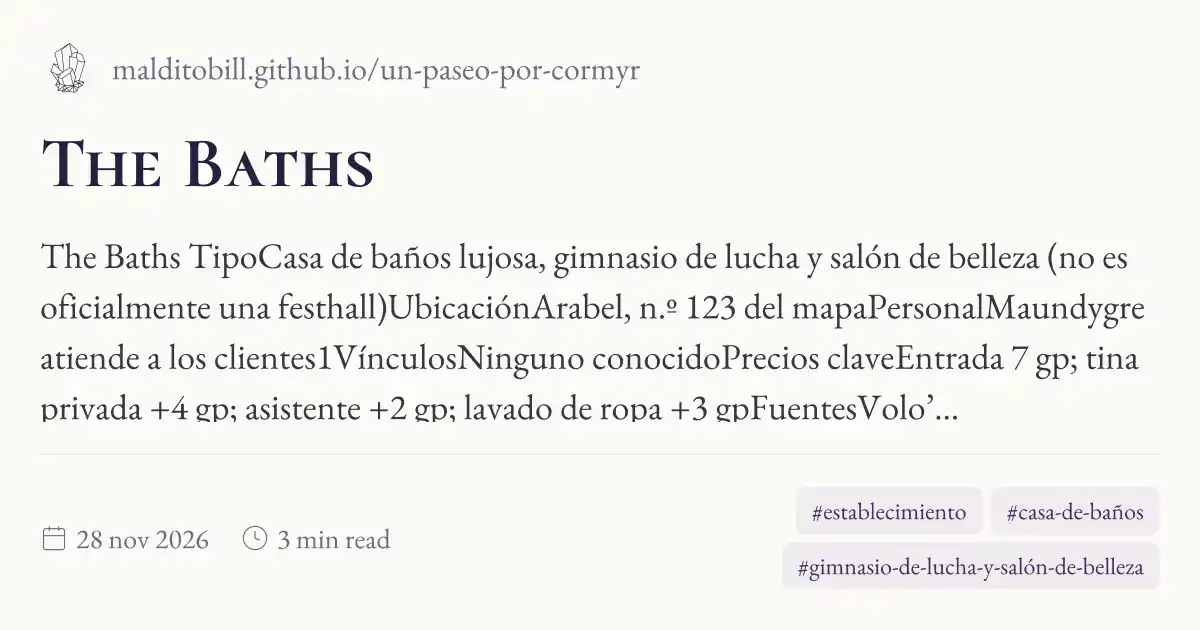 malditobill.github.io/un-paseo-por-cormyr
The Baths
The Baths TipoCasa de baños lujosa, gimnasio de lucha y salón de belleza (no es
oficialmente una festhall)UbicaciónArabel, n.º 123 del mapaPersonalMaundygre
atiende a los clientes1VínculosNinguno conocidoPrecios claveEntrada 7 gp; tina
privada +4 gp; asistente +2 gp; lavado de ropa +3 gpFuentesVolo’...
28 nov 2026 3 min read
#establecimiento #casa-de-baños
#gimnasio-de-lucha-y-salón-de-belleza